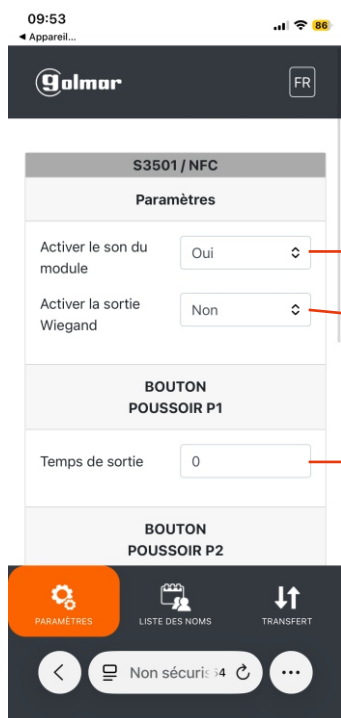 09:53
86
◀ Appareil...
golmar
FR
S3501 / NFC
Paramètres
Activer le son du
module
Oui
Activer la sortie
Wiegand
Non
BOUTON
POUSSOIR P1
Temps de sortie
0
BOUTON
POUSSOIR P2
PARAMÈTRES
LISTE DES NOMS
TRANSFERT
Non sécuris